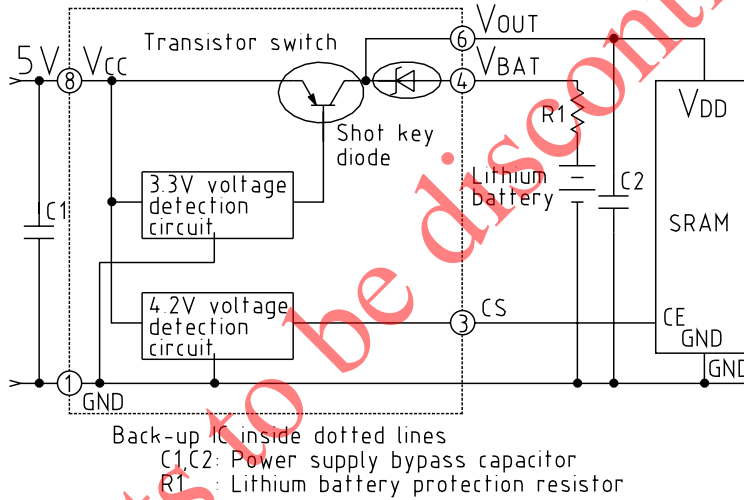 VOUT
6
Transistor switch
5V
8
VCC
4
VBAT
R1
VDD
Shot key
diode
Lithium
battery
C2
3.3V voltage
detection
circuit
C1
SRAM
4.2V voltage
detection
circuit
3
CS
CE
GND
GND
1
GND
Back-up IC inside dotted lines
C1,C2: Power supply bypass capacitor
R1 : Lithium battery protection resistor
ts to be discontin